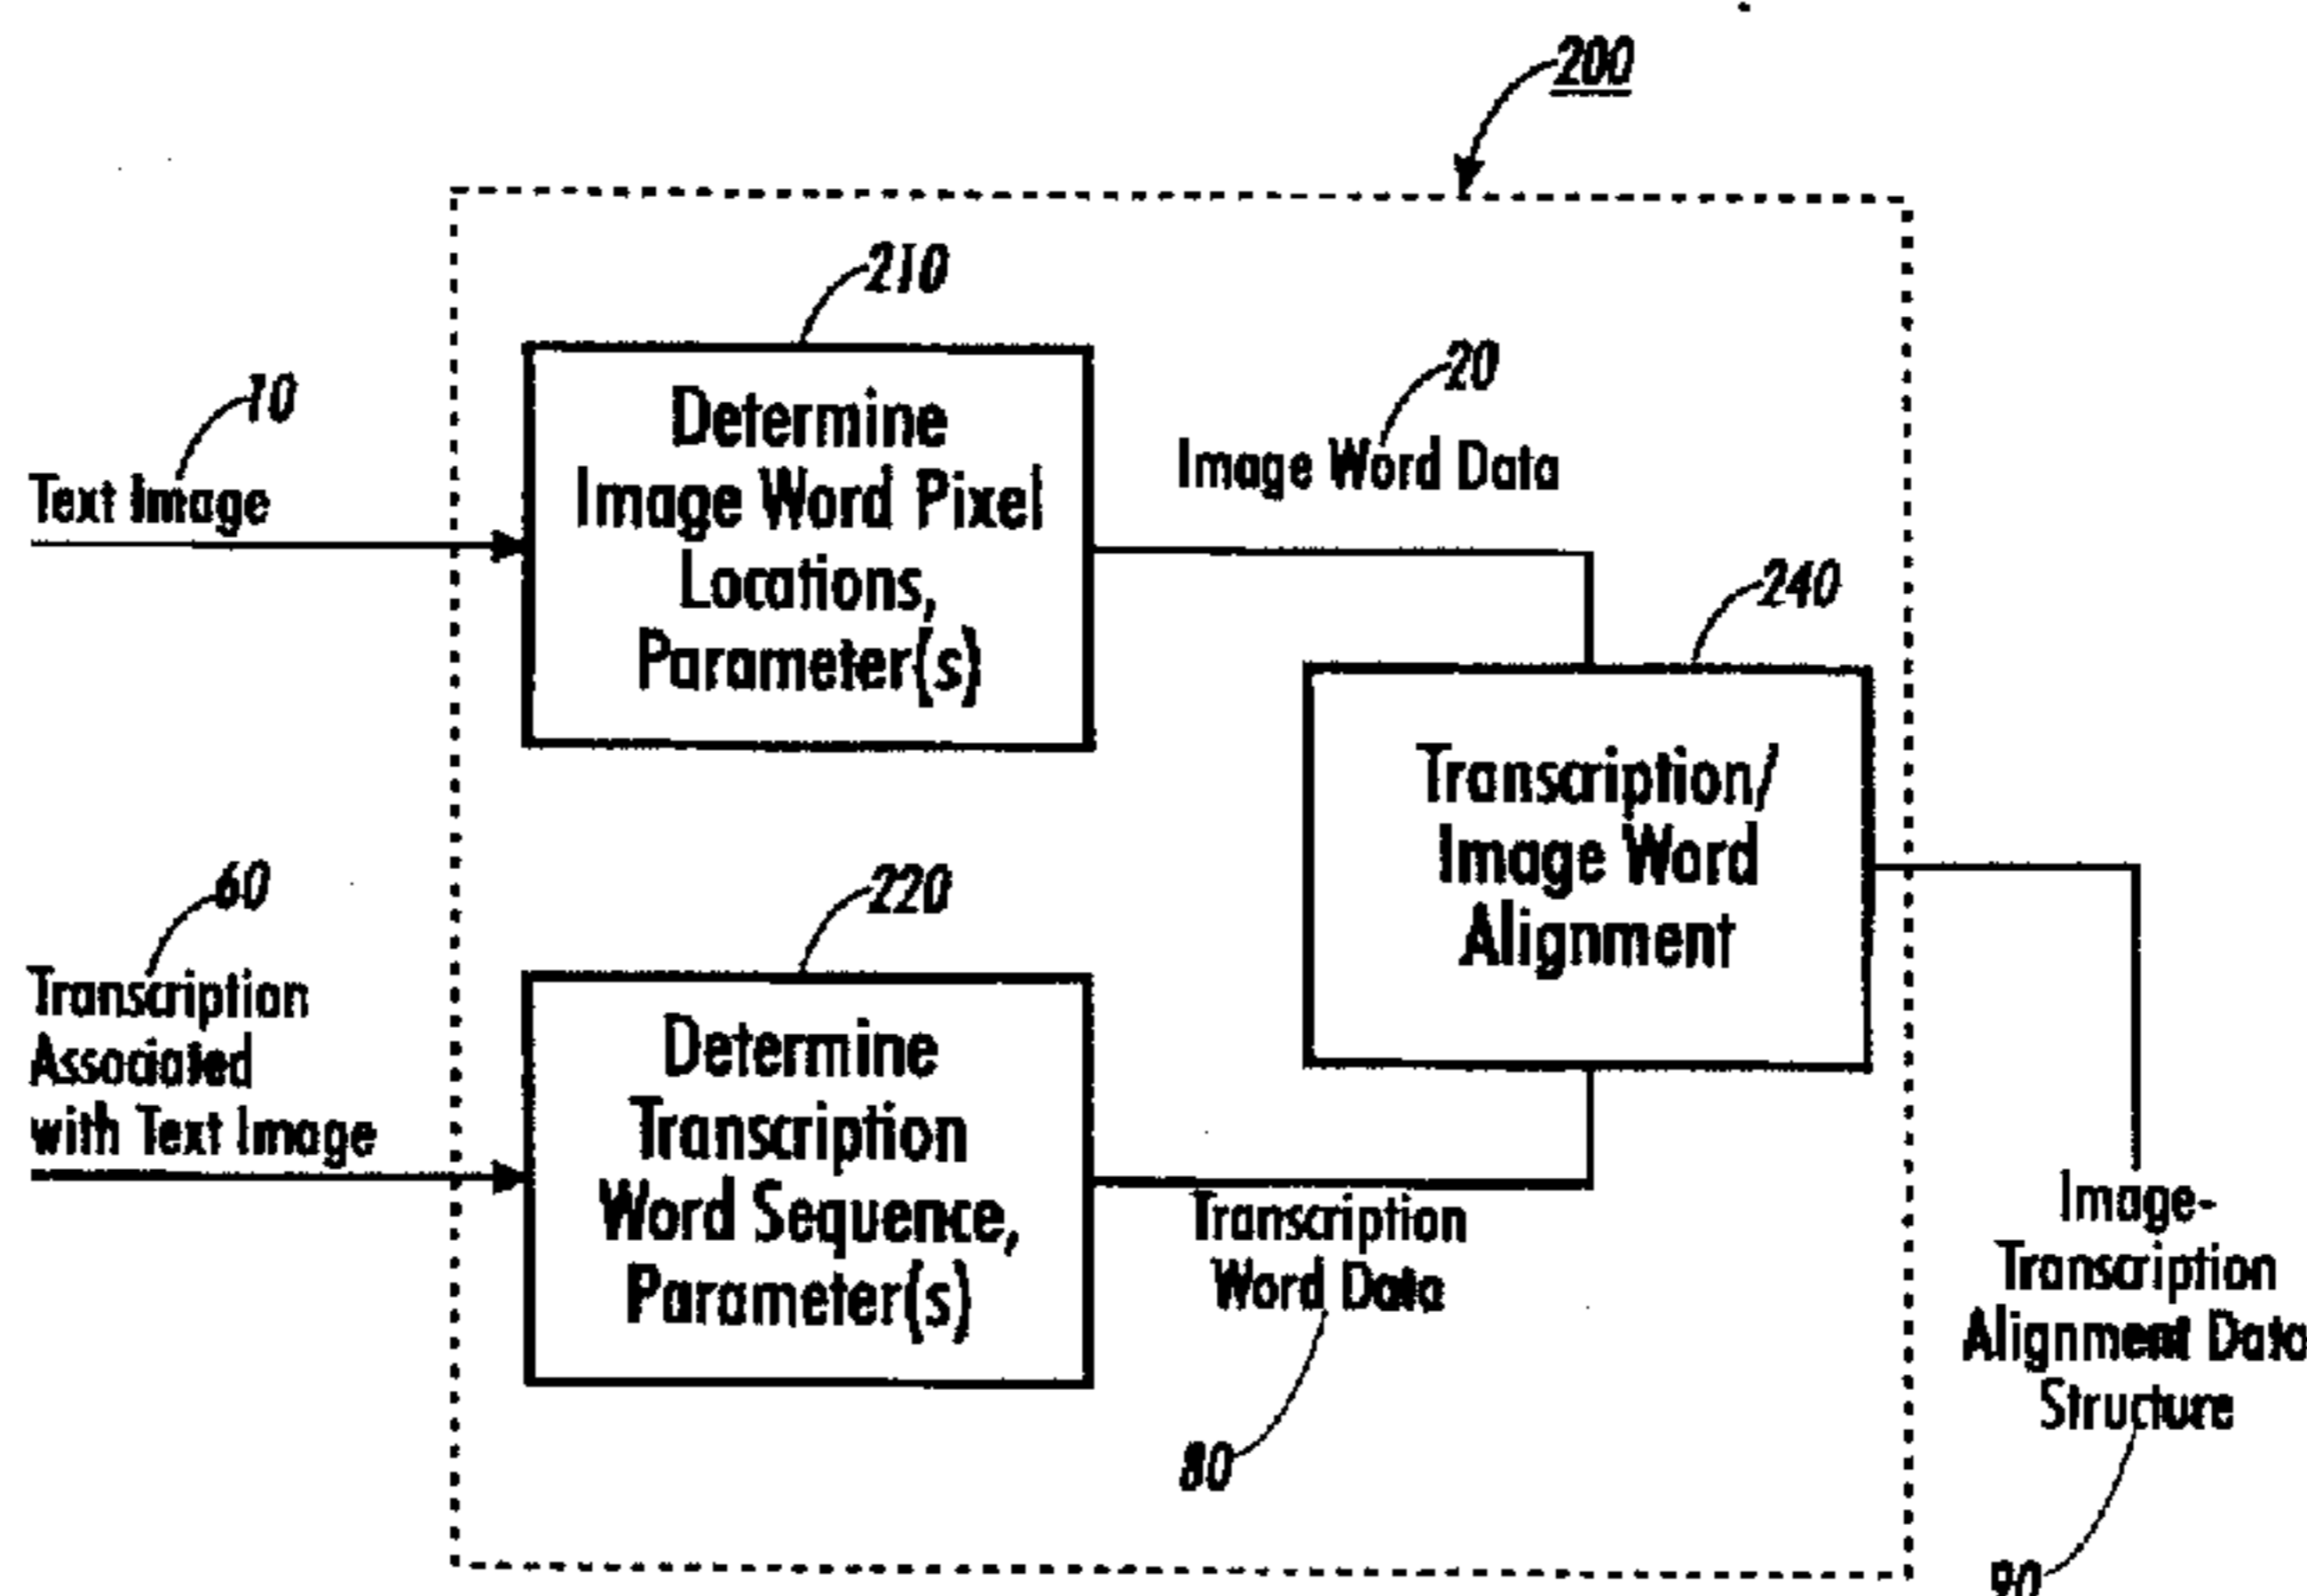 200
210
Determine
Image Word Pixel
Locations,
Parameter(s)
10
Text Image
20
Image Word Data
240
Transcription/
Image Word
Alignment
60
Transcription
Associated
with Text Image
220
Determine
Transcription
Word Sequence,
Parameter(s)
Transcription
Word Data
80
Image-
Transcription
Alignment Data
Structure
90